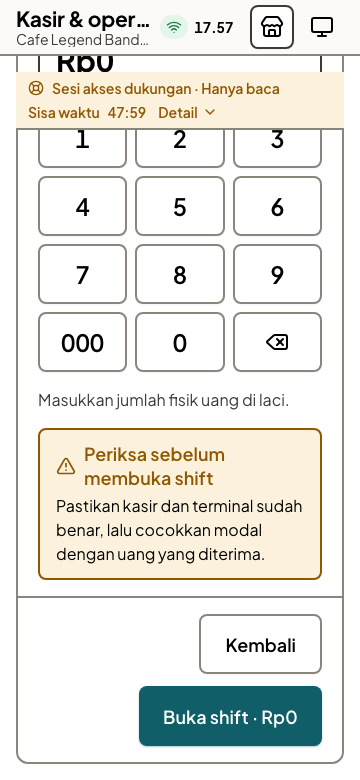 Kasir & oper...
Cafe Legend Band...
17.57
Rp0
Sesi akses dukungan · Hanya baca
Sisa waktu 47:59 Detail
1 2 3
4 5 6
7 8 9
000 0
Masukkan jumlah fisik uang di laci.
Periksa sebelum
membuka shift
Pastikan kasir dan terminal sudah
benar, lalu cocokkan modal
dengan uang yang diterima.
Kembali
Buka shift · Rp0